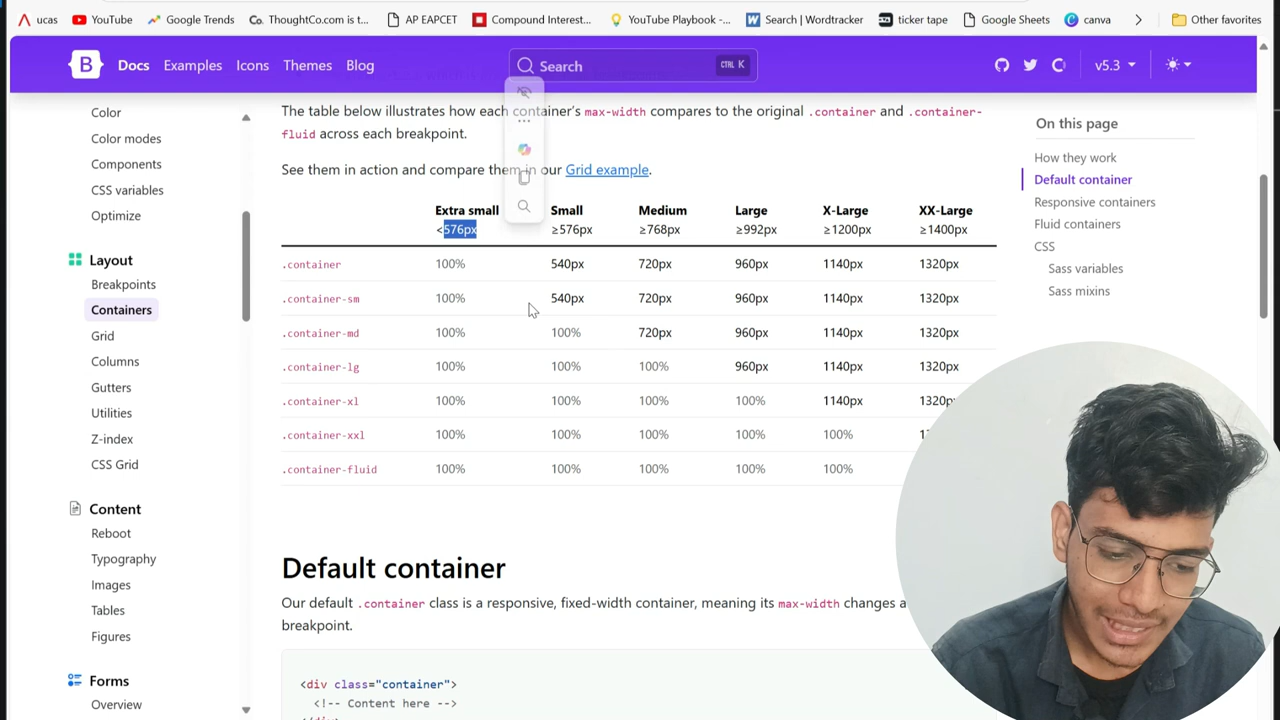 ucas
YouTube
Google Trends
Co. ThoughtCo.com is t...
AP EAPCET
Compound Interest...
YouTube Playbook -...
Search | Wordtracker
ticker tape
Google Sheets
canva
Other favorites
B
Docs
Examples
Icons
Themes
Blog
Search
CTRL K
v5.3
Color
Color modes
Components
CSS variables
Optimize
Layout
Breakpoints
Containers
Grid
Columns
Gutters
Utilities
Z-index
CSS Grid
Content
Reboot
Typography
Images
Tables
Figures
Forms
Overview
The table below illustrates how each container's max-width compares to the original .container and .container-
fluid across each breakpoint.
See them in action and compare them in our Grid example.
Extra small Small Medium Large X-Large XX-Large
<576px ≥576px ≥768px ≥992px ≥1200px ≥1400px
.container 100% 540px 720px 960px 1140px 1320px
.container-sm 100% 540px 720px 960px 1140px 1320px
.container-md 100% 100% 720px 960px 1140px 1320px
.container-lg 100% 100% 100% 960px 1140px 1320px
.container-xl 100% 100% 100% 100% 1140px 1320p
.container-xxl 100% 100% 100% 100% 100%
.container-fluid 100% 100% 100% 100% 100%
Default container
Our default .container class is a responsive, fixed-width container, meaning its max-width changes a
breakpoint.
<div class="container">
<!-- Content here -->
On this page
How they work
Default container
Responsive containers
Fluid containers
CSS
Sass variables
Sass mixins